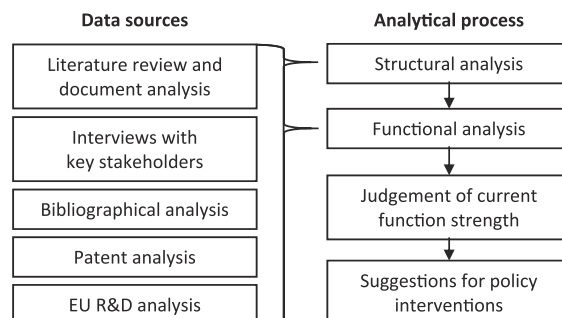 Data sources
Literature review and
document analysis
Interviews with
key stakeholders
Bibliographical analysis
Patent analysis
EU R&D analysis
Analytical process
Structural analysis
Functional analysis
Judgement of current
function strength
Suggestions for policy
interventions